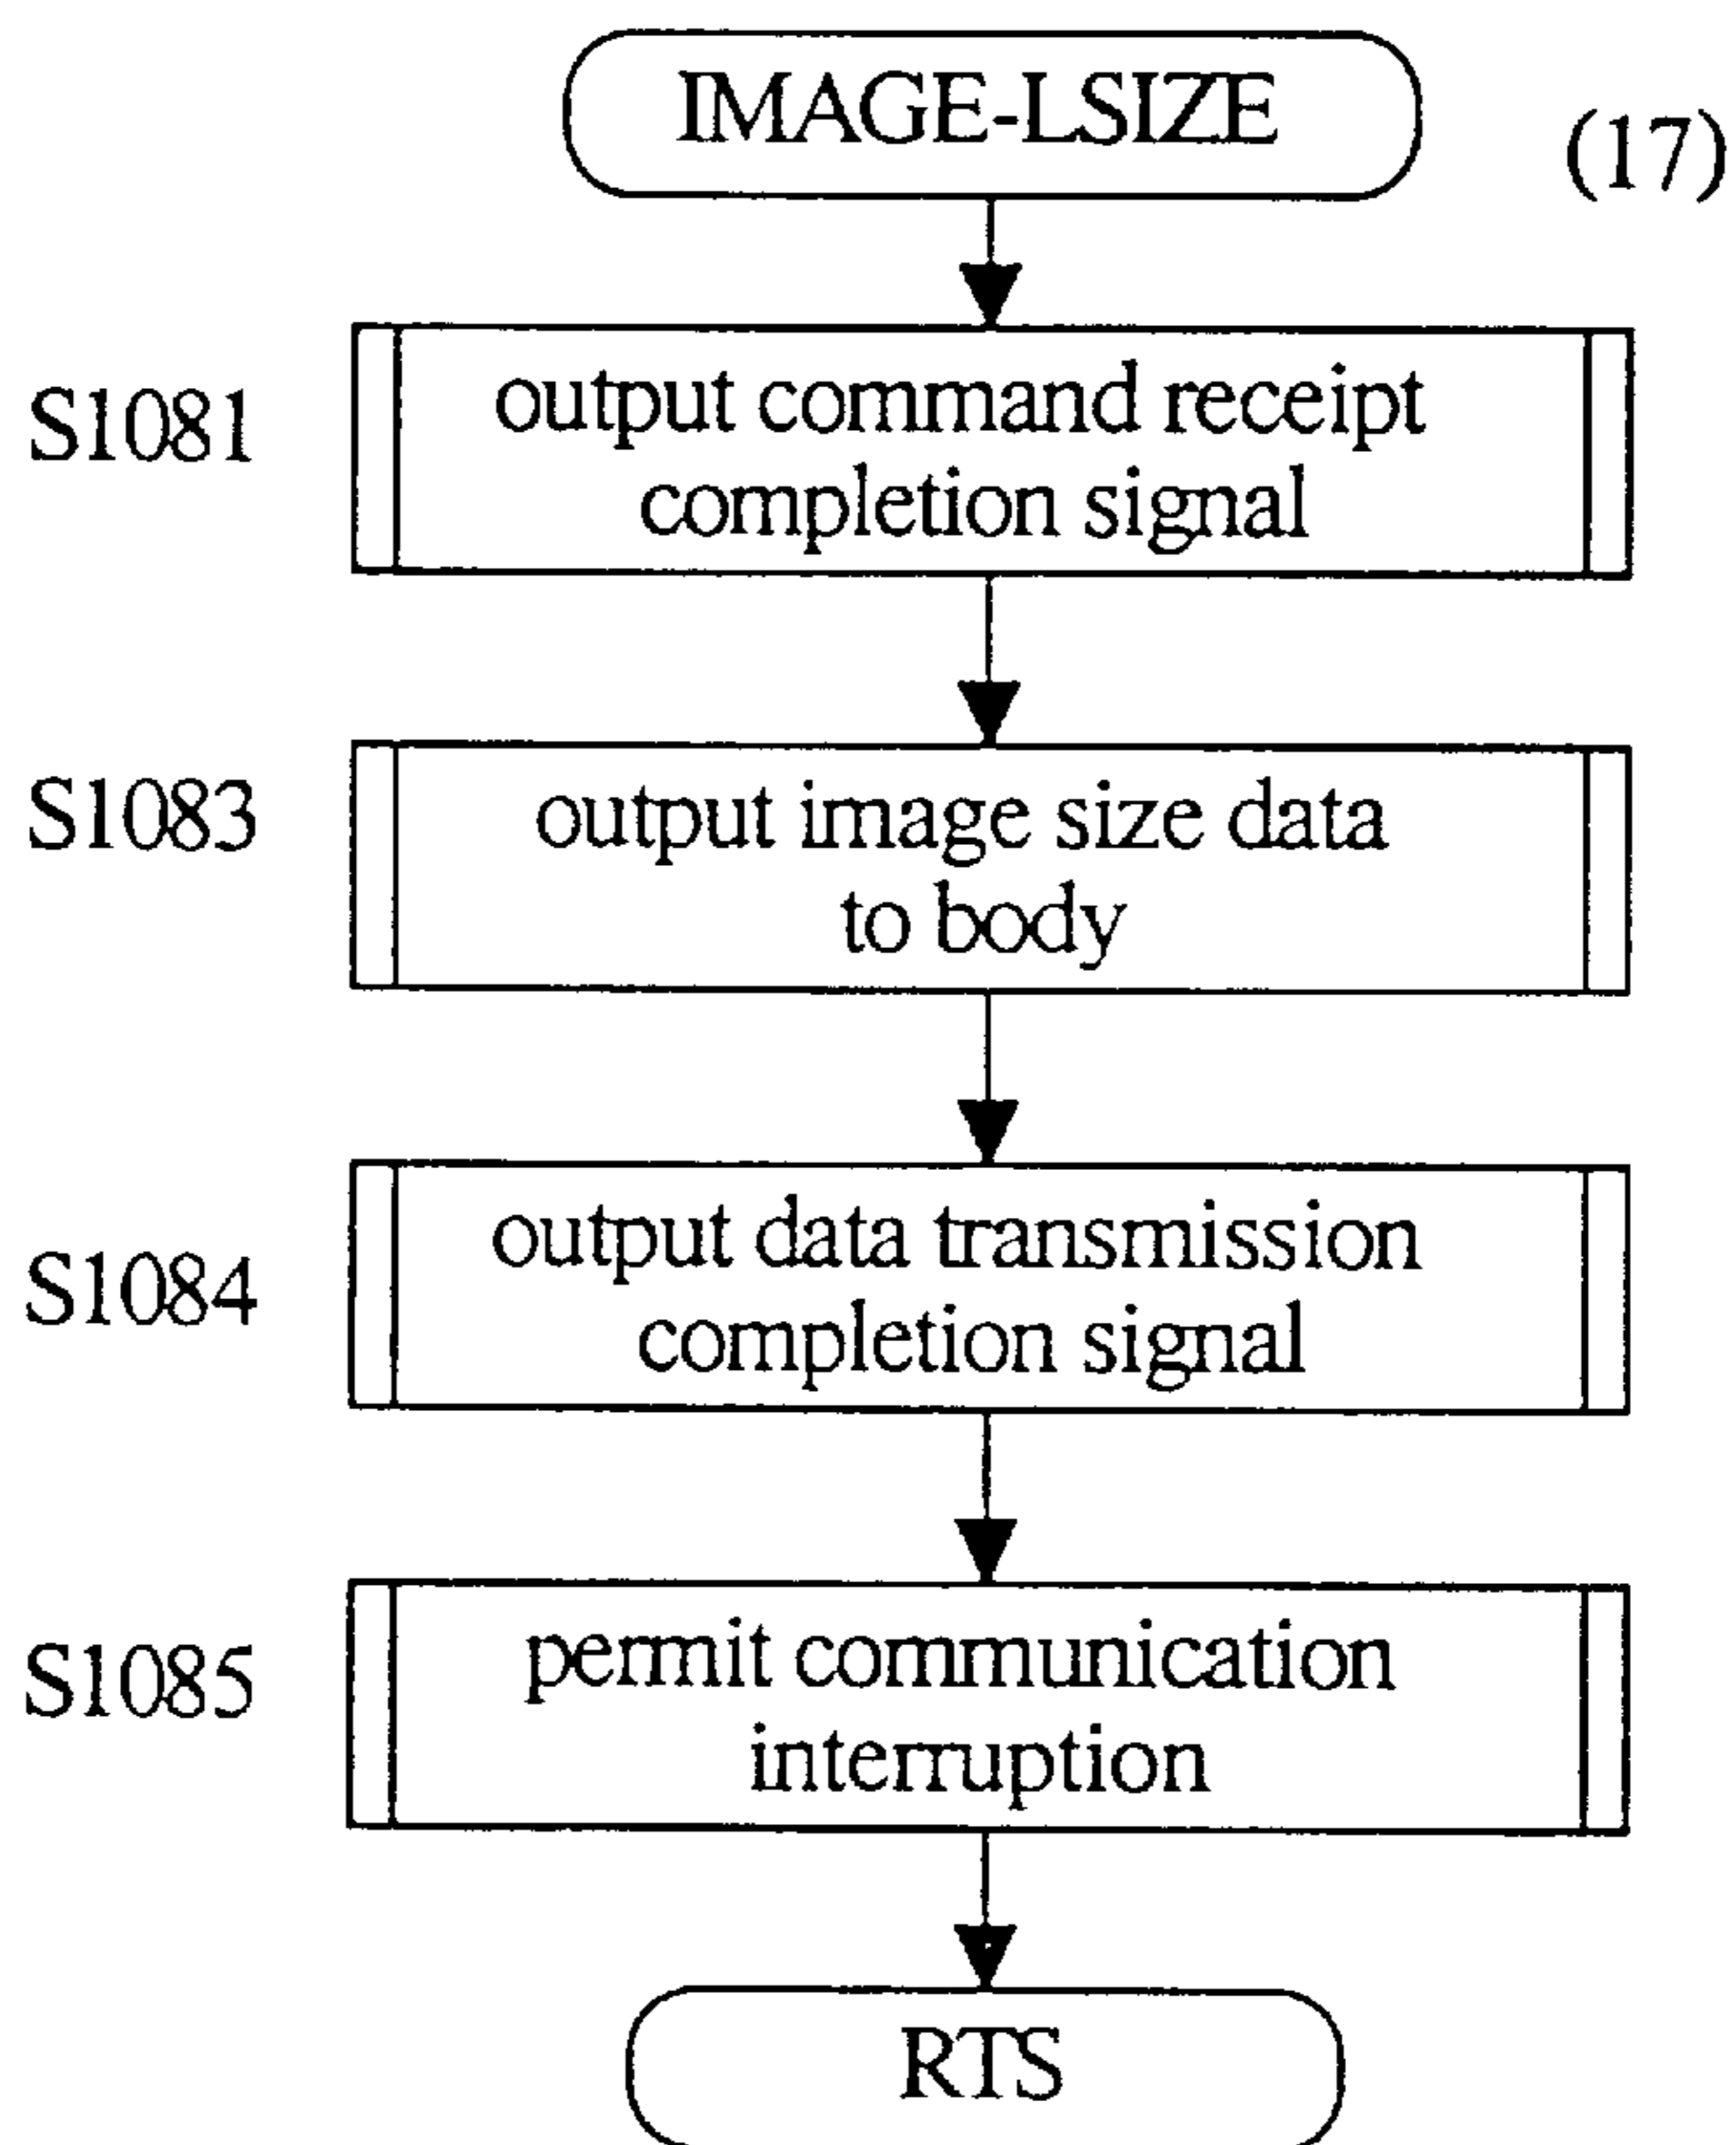 IMAGE-LSIZE
(17)
S1081
output command receipt
completion signal
S1083
output image size data
to body
S1084
output data transmission
completion signal
S1085
permit communication
interruption
RTS